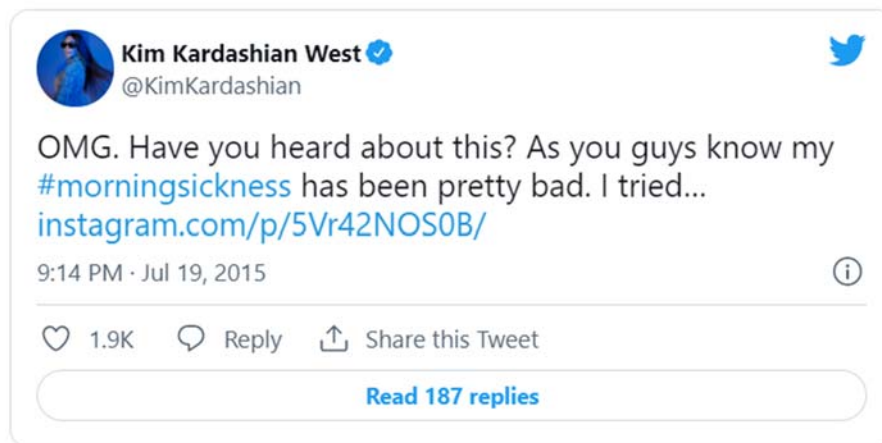 Kim Kardashian West
@KimKardashian
OMG. Have you heard about this? As you guys know my
#morningsickness has been pretty bad. I tried...
instagram.com/p/5Vr42NOS0B/
9:14 PM · Jul 19, 2015
1.9K Reply Share this Tweet
Read 187 replies